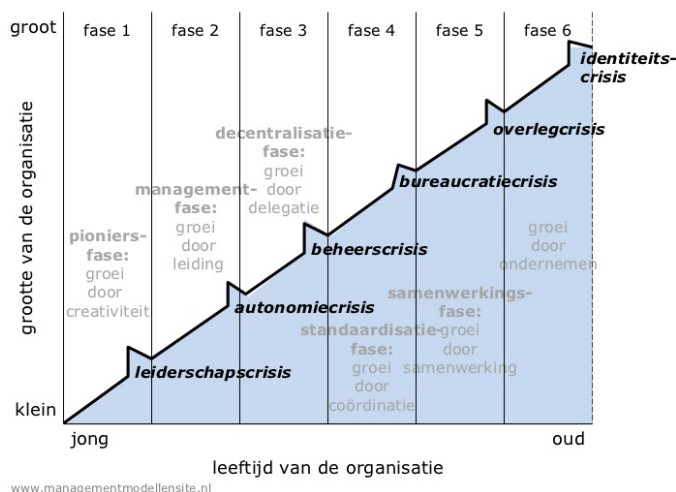 groot
fase 1
fase 2
fase 3
fase 4
fase 5
fase 6
identiteits-
crisis
overlegcrisis
decentralisatie-
fase:
groei
door
delegatie
bureaucratiecrisis
management-
fase:
groei
door
leiding
pioniers-
fase:
groei
door
creativiteit
beheerscrisis
groei
door
ondernemen
autonomiecrisis
samenwerkings-
fase:
groei
door
samenwerking
standaardisatie-
fase:
groei
door
coördinatie
leiderschapscrisis
grootte van de organisatie
klein
jong
oud
leeftijd van de organisatie
www.managementmodellensite.nl